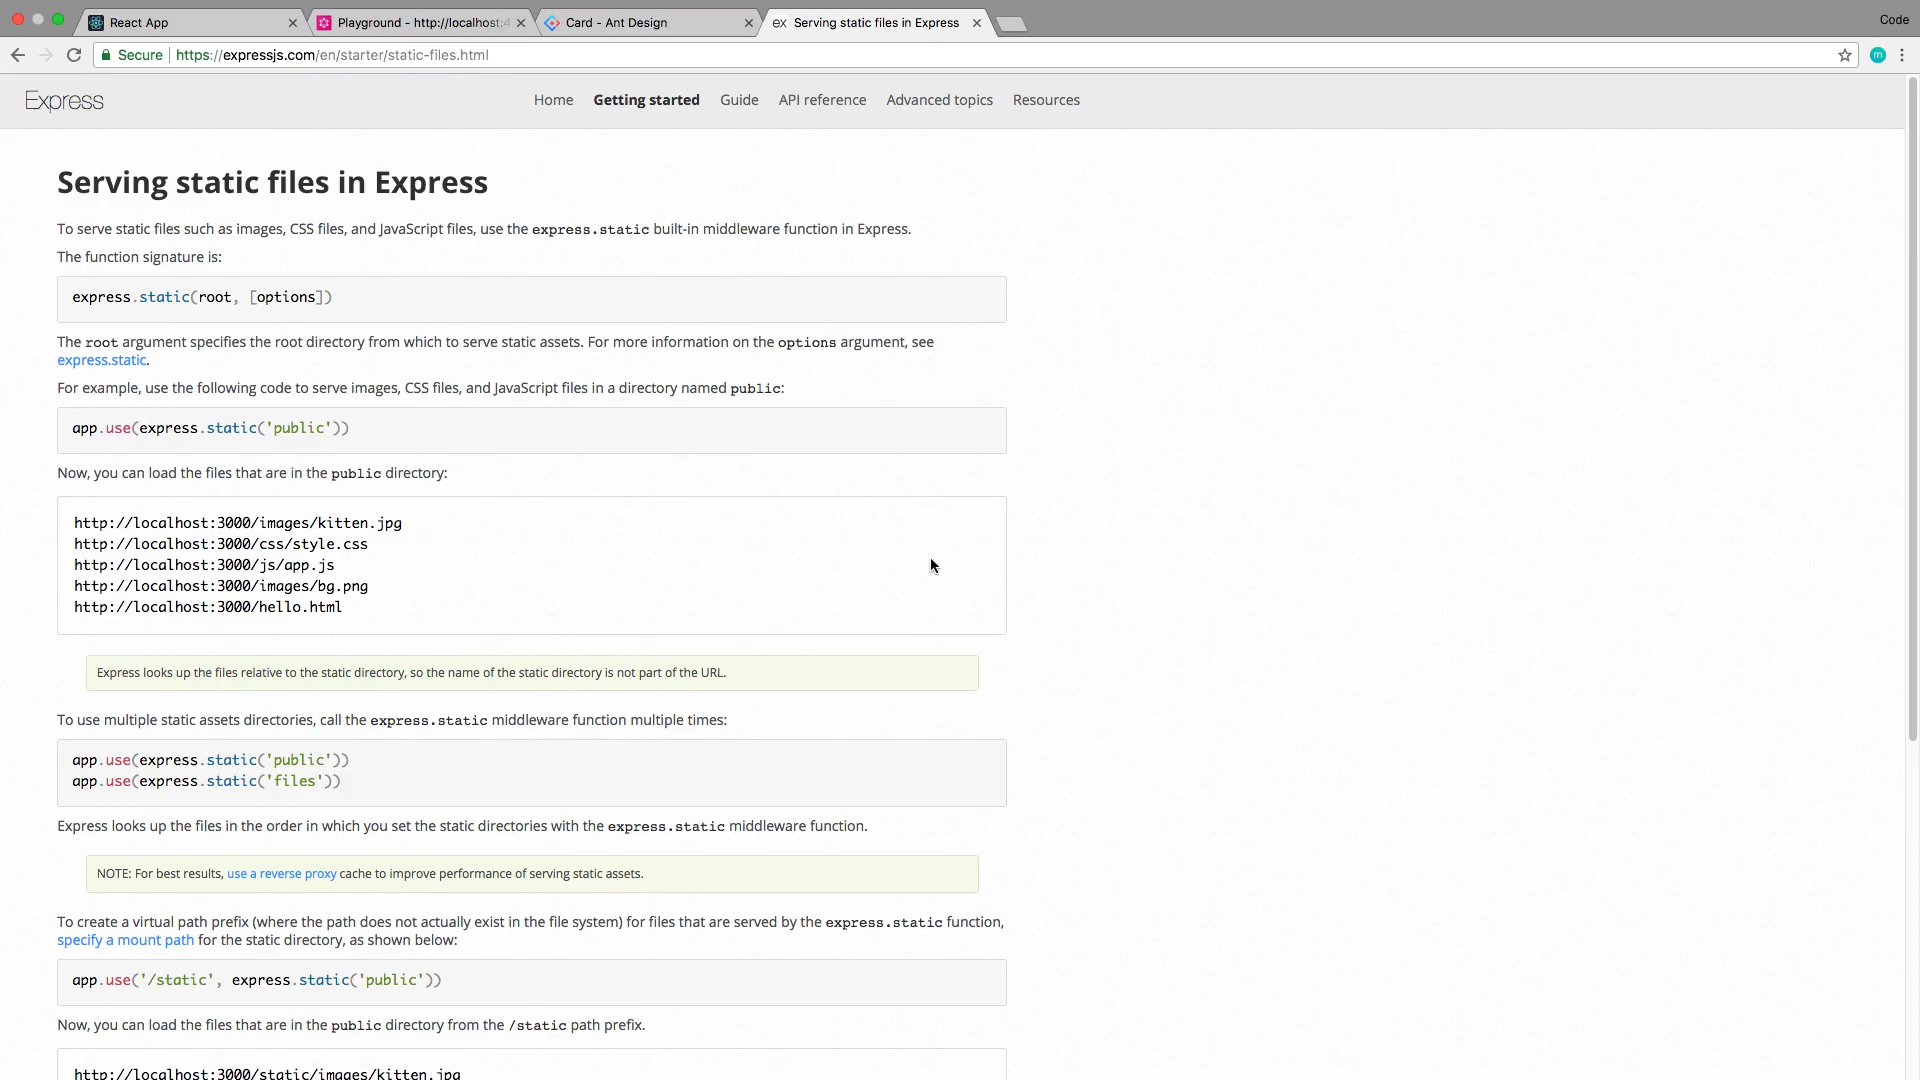 Code
React App
Playground - http://localhost:4
Card - Ant Design
ex Serving static files in Express
Secure https://expressjs.com/en/starter/static-files.html
m
Express
Home Getting started Guide API reference Advanced topics Resources
Serving static files in Express
To serve static files such as images, CSS files, and JavaScript files, use the express.static built-in middleware function in Express.
The function signature is:
express.static(root, [options])
The root argument specifies the root directory from which to serve static assets. For more information on the options argument, see
express.static.
For example, use the following code to serve images, CSS files, and JavaScript files in a directory named public:
app.use(express.static('public'))
Now, you can load the files that are in the public directory:
http://localhost:3000/images/kitten.jpg
http://localhost:3000/css/style.css
http://localhost:3000/js/app.js
http://localhost:3000/images/bg.png
http://localhost:3000/hello.html
Express looks up the files relative to the static directory, so the name of the static directory is not part of the URL.
To use multiple static assets directories, call the express.static middleware function multiple times:
app.use(express.static('public'))
app.use(express.static('files'))
Express looks up the files in the order in which you set the static directories with the express.static middleware function.
NOTE: For best results, use a reverse proxy cache to improve performance of serving static assets.
To create a virtual path prefix (where the path does not actually exist in the file system) for files that are served by the express.static function,
specify a mount path for the static directory, as shown below:
app.use('/static', express.static('public'))
Now, you can load the files that are in the public directory from the /static path prefix.
http://localhost:3000/static/images/kitten.jpg